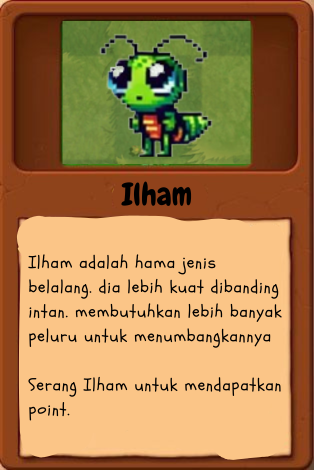 Ilham
Ilham adalah hama jenis
belalang. dia lebih kuat dibanding
intan. membutuhkan lebih banyak
peluru untuk menumbangkannya
Serang Ilham untuk mendapatkan
point.